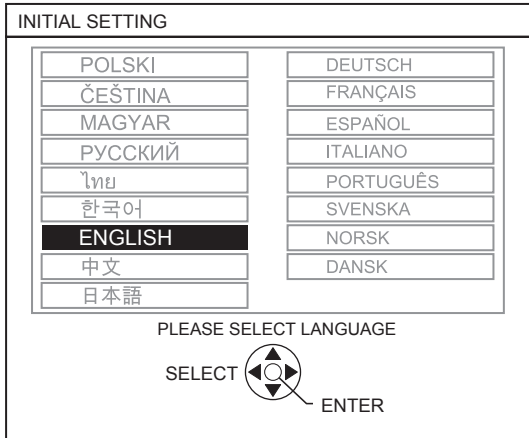 INITIAL SETTING
POLSKI
ČEŠTINA
MAGYAR
РУССКИЙ
ไทย
한국어
ENGLISH
中文
日本語
DEUTSCH
FRANÇAIS
ESPAÑOL
ITALIANO
PORTUGUÊS
SVENSKA
NORSK
DANSK
PLEASE SELECT LANGUAGE
SELECT
ENTER